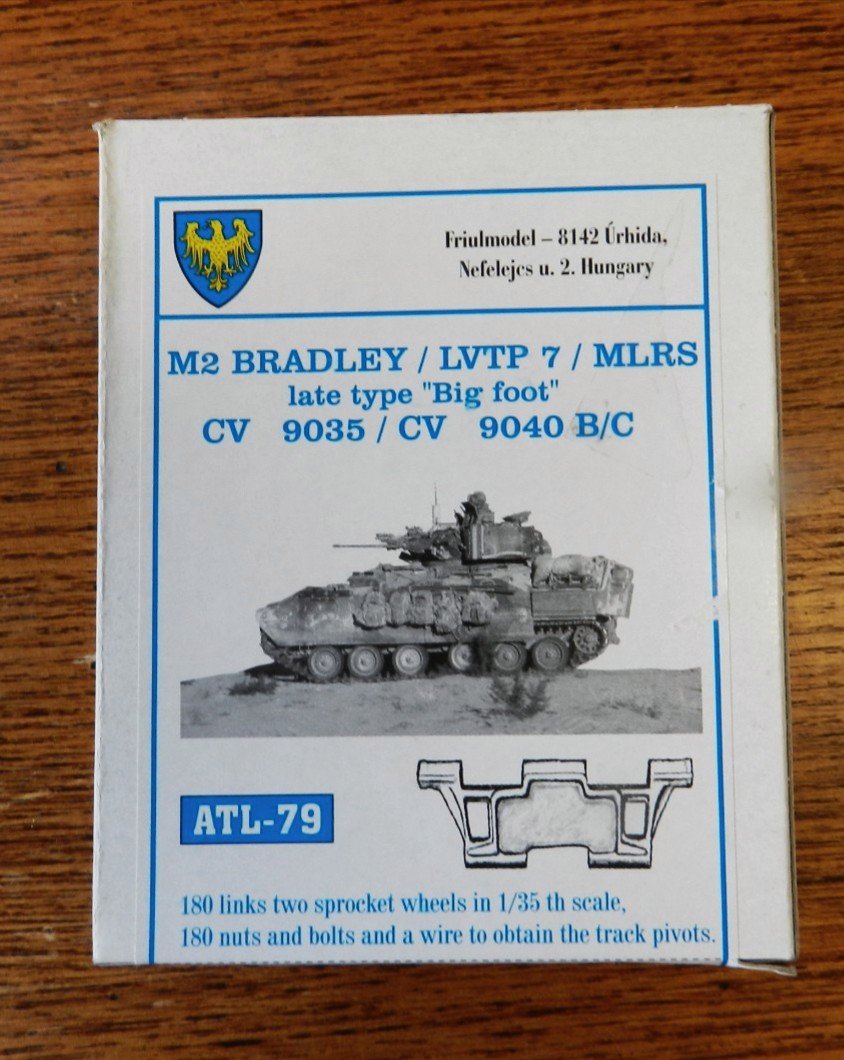 Friulmodel – 8142 Úrhida,
Nefelejcs u. 2. Hungary
M2 BRADLEY / LVTP 7 / MLRS
late type "Big foot"
CV 9035 / CV 9040 B/C
ATL-79
180 links two sprocket wheels in 1/35 th scale,
180 nuts and bolts and a wire to obtain the track pivots.